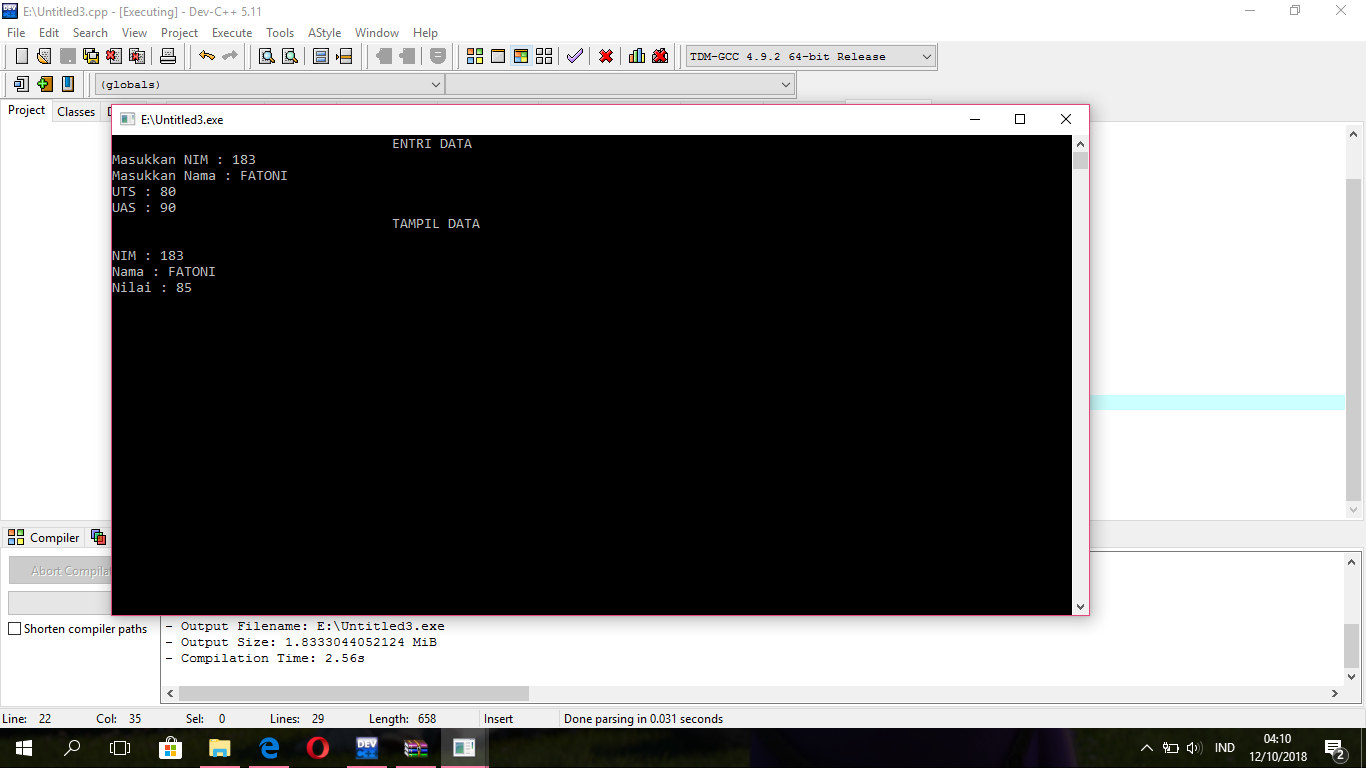 E:\Untitled3.cpp - [Executing] - Dev-C++ 5.11
File Edit Search View Project Execute Tools AStyle Window Help
TDM-GCC 4.9.2 64-bit Release
(globals)
Project Classes
E:\Untitled3.exe
ENTRI DATA
Masukkan NIM : 183
Masukkan Nama : FATONI
UTS : 80
UAS : 90
TAMPIL DATA
NIM : 183
Nama : FATONI
Nilai : 85
Compiler
Abort Compilat
Shorten compiler paths
- Output Filename: E:\Untitled3.exe
- Output Size: 1.8333044052124 MiB
- Compilation Time: 2.56s
Line: 22 Col: 35 Sel: 0 Lines: 29 Length: 658 Insert Done parsing in 0.031 seconds
DEV
IND
04:10
12/10/2018
2